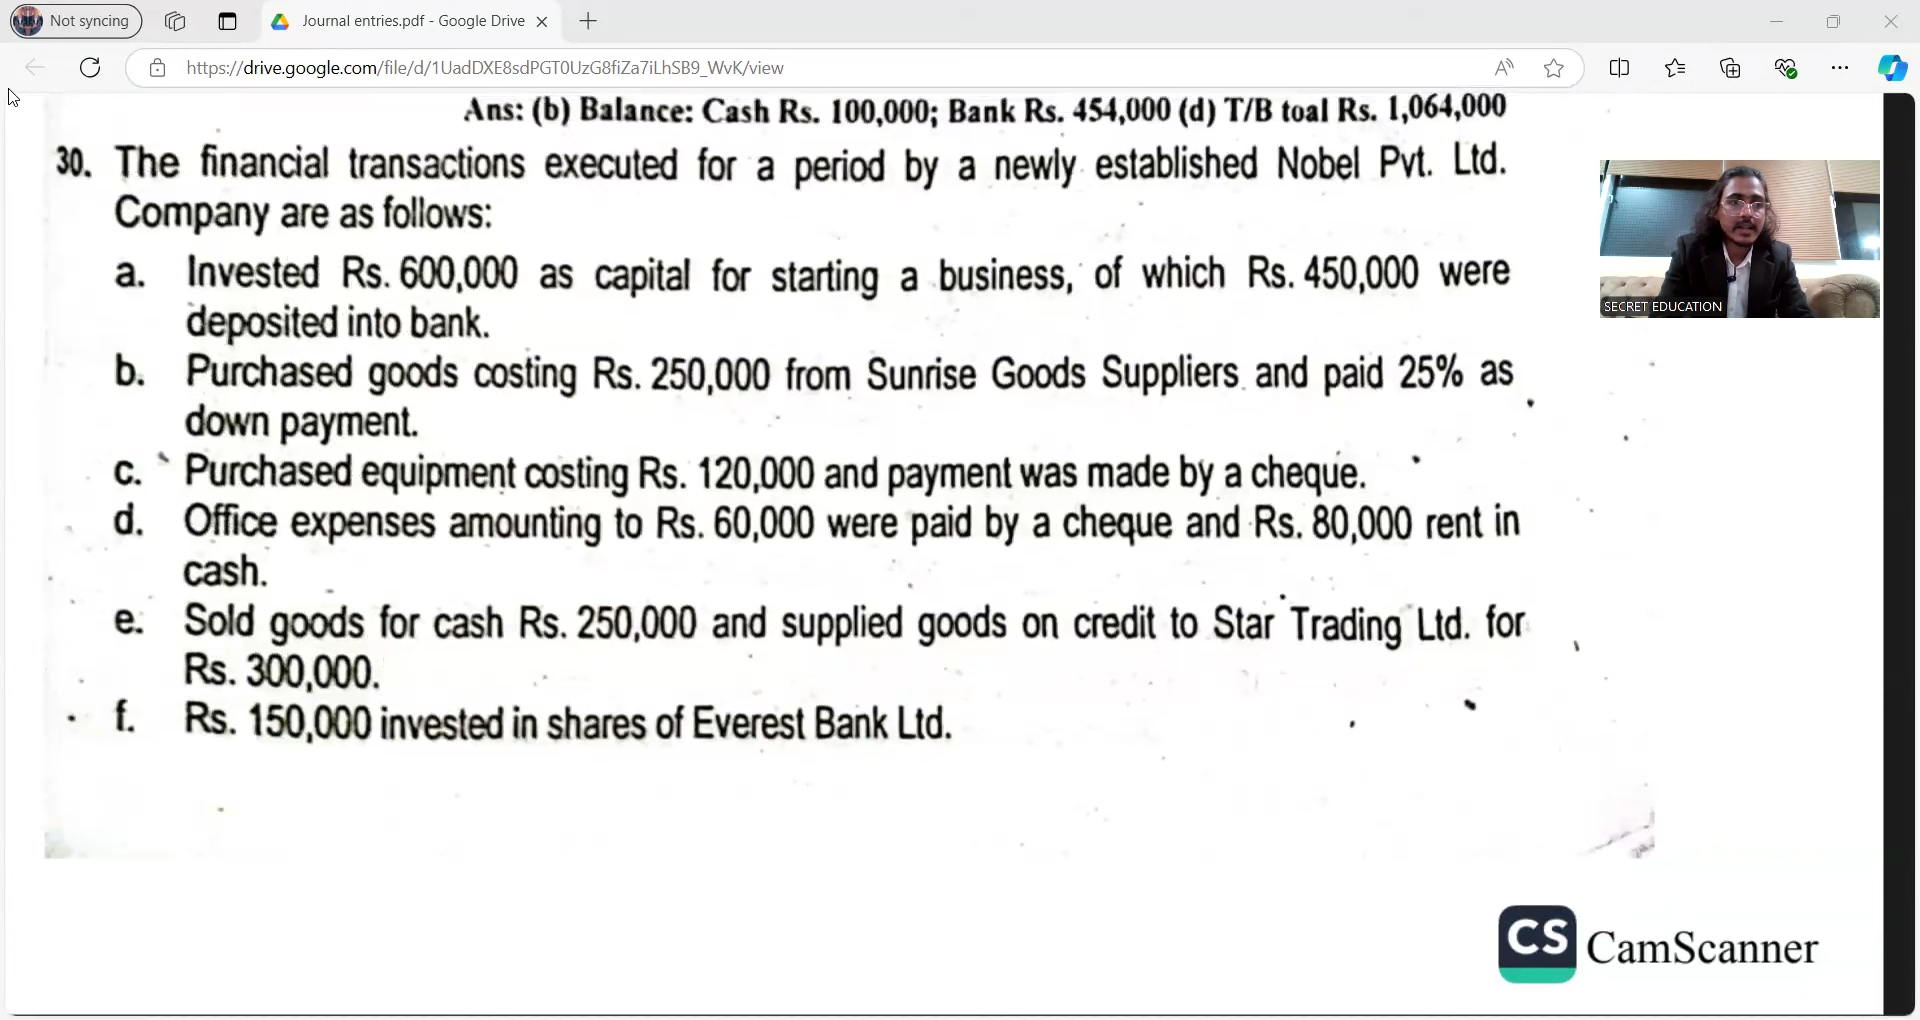 Not syncing
Journal entries.pdf - Google Drive
https://drive.google.com/file/d/1UadDXE8sdPGT0UzG8fiZa7iLhSB9_WvK/view
Ans: (b) Balance: Cash Rs. 100,000; Bank Rs. 454,000 (d) T/B toal Rs. 1,064,000
30. The financial transactions executed for a period by a newly established Nobel Pvt. Ltd.
Company are as follows:
a. Invested Rs. 600,000 as capital for starting a business, of which Rs. 450,000 were
deposited into bank.
b. Purchased goods costing Rs. 250,000 from Sunrise Goods Suppliers and paid 25% as
down payment.
c. Purchased equipment costing Rs. 120,000 and payment was made by a cheque.
d. Office expenses amounting to Rs. 60,000 were paid by a cheque and Rs. 80,000 rent in
cash.
e. Sold goods for cash Rs. 250,000 and supplied goods on credit to Star Trading Ltd. for
Rs. 300,000.
f. Rs. 150,000 invested in shares of Everest Bank Ltd.
SECRET EDUCATION
CS CamScanner